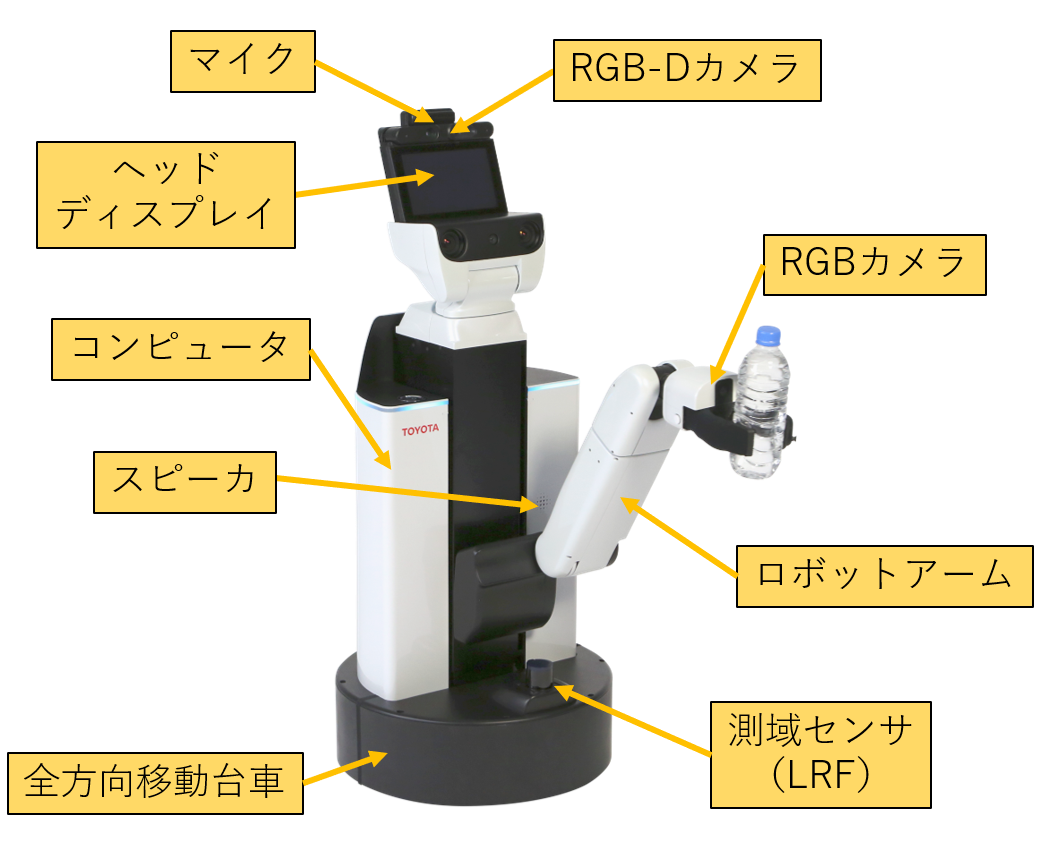 マイク
RGB-Dカメラ
ヘッド
ディスプレイ
RGBカメラ
コンピュータ
TOYOTA
スピーカ
ロボットアーム
測域センサ
（LRF）
全方向移動台車